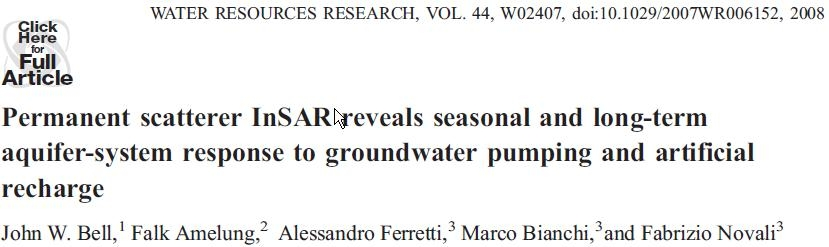 WATER RESOURCES RESEARCH, VOL. 44, W02407, doi:10.1029/2007WR006152, 2008
Click
Here
for
Full
Article
Permanent scatterer InSAR reveals seasonal and long-term
aquifer-system response to groundwater pumping and artificial
recharge
John W. Bell,¹ Falk Amelung,² Alessandro Ferretti,³ Marco Bianchi,³and Fabrizio Novali³